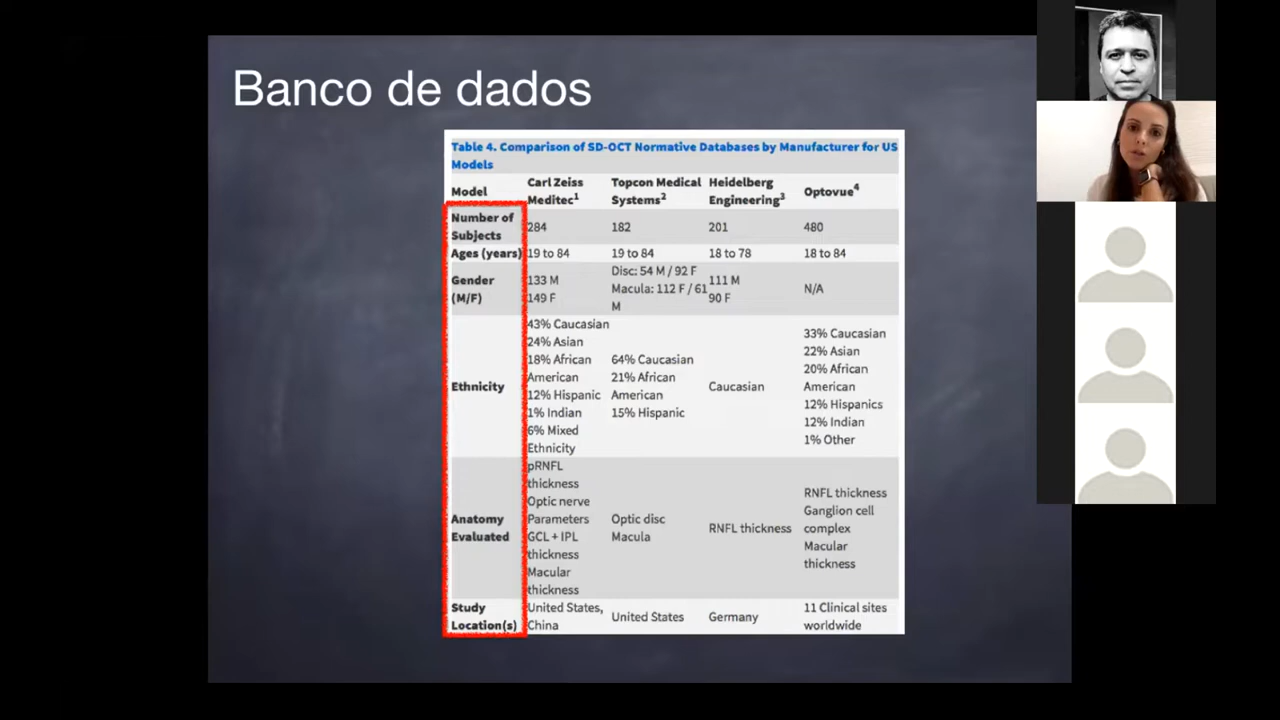 Banco de dados
Table 4. Comparison of SD-OCT Normative Databases by Manufacturer for US
Models
Model
Carl Zeiss
Meditec1
Topcon Medical
Systems2
Heidelberg
Engineering3
Optovue4
Number of
Subjects
284
182
201
480
Ages (years)
19 to 84
19 to 84
18 to 78
18 to 84
Gender
(M/F)
133 M
149 F
Disc: 54 M / 92 F
Macula: 112 F / 61
M
111 M
90 F
N/A
Ethnicity
43% Caucasian
24% Asian
18% African
American
12% Hispanic
1% Indian
6% Mixed
Ethnicity
64% Caucasian
21% African
American
15% Hispanic
Caucasian
33% Caucasian
22% Asian
20% African
American
12% Hispanics
12% Indian
1% Other
Anatomy
Evaluated
pRNFL
thickness
Optic nerve
Parameters
GCL + IPL
thickness
Macular
thickness
Optic disc
Macula
RNFL thickness
RNFL thickness
Ganglion cell
complex
Macular
thickness
Study
Location(s)
United States,
China
United States
Germany
11 Clinical sites
worldwide